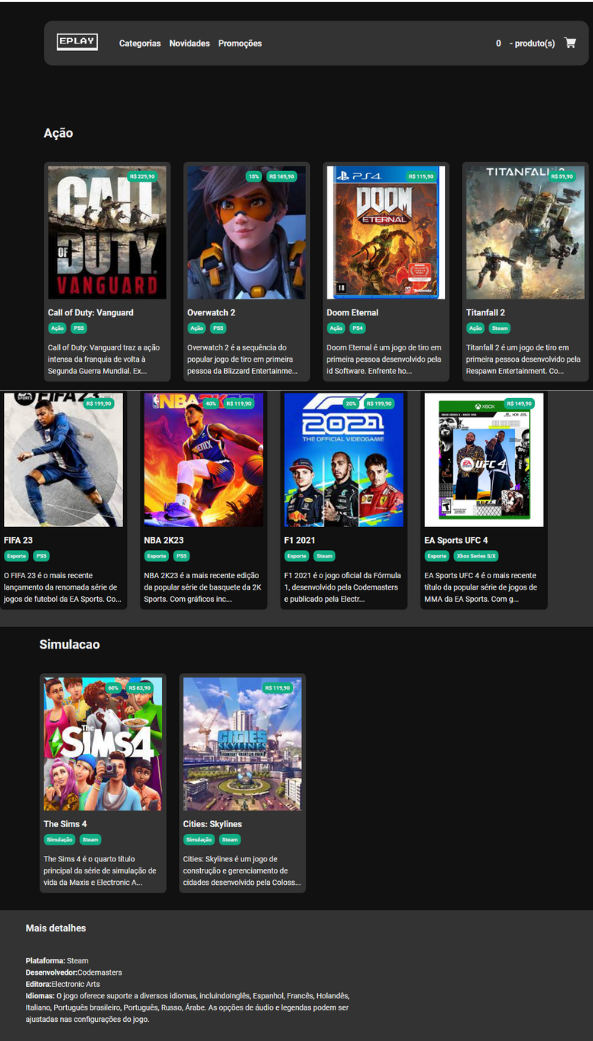 EPLAY
Categorias Novidades Promoções
0 - produto(s)
Ação
R$ 229,90
CALL
OF DUTY
VANGUARD
Call of Duty: Vanguard
Ação PS5
Call of Duty: Vanguard traz a ação
intensa da franquia de volta à
Segunda Guerra Mundial. Ex...
15% R$ 189,90
Overwatch 2
Ação PS5
Overwatch 2 é a sequência do
popular jogo de tiro em primeira
pessoa da Blizzard Entertainme...
PS4
R$ 119,90
DOOM
ETERNAL
18
Doom Eternal
Ação PS4
Doom Eternal é um jogo de tiro em
primeira pessoa desenvolvido pela
id Software. Enfrente ho...
TITANFALL 2
R$ 59,90
Titanfall 2
Ação Steam
Titanfall 2 é um jogo de tiro em
primeira pessoa desenvolvido pela
Respawn Entertainment. Co...
FIFA 23
R$ 199,90
FIFA 23
Esporte PS5
O FIFA 23 é o mais recente
lançamento da renomada série de
jogos de futebol da EA Sports. Co...
NBA
60% R$ 119,90
NBA 2K23
Esporte PS5
NBA 2K23 é a mais recente edição
da popular série de basquete da 2K
Sports. Com gráficos inc...
20% R$ 199,90
2021
THE OFFICIAL VIDEOGAME
F1 2021
Esporte Steam
F1 2021 é o jogo oficial da Fórmula
1, desenvolvido pela Codemasters
e publicado pela Electr...
R$ 149,90
XBOX
UFC 4
EA Sports UFC 4
Esporte Xbox Series S/X
EA Sports UFC 4 é o mais recente
título da popular série de jogos de
MMA da EA Sports. Com g...
Simulacao
60% R$ 63,90
The
SIMS4
The Sims 4
Simulação Steam
The Sims 4 é o quarto título
principal da série de simulação de
vida da Maxis e Electronic A...
R$ 119,90
CITIES
SKYLINES
Cities: Skylines
Simulação Steam
Cities: Skylines é um jogo de
construção e gerenciamento de
cidades desenvolvido pela Coloss...
Mais detalhes
Plataforma: Steam
Desenvolvedor:Codemasters
Editora:Electronic Arts
Idiomas: O jogo oferece suporte a diversos idiomas, incluindoInglês, Espanhol, Francês, Holandês,
Italiano, Português brasileiro, Português, Russo, Árabe. As opções de áudio e legendas podem ser
ajustadas nas configurações do jogo.